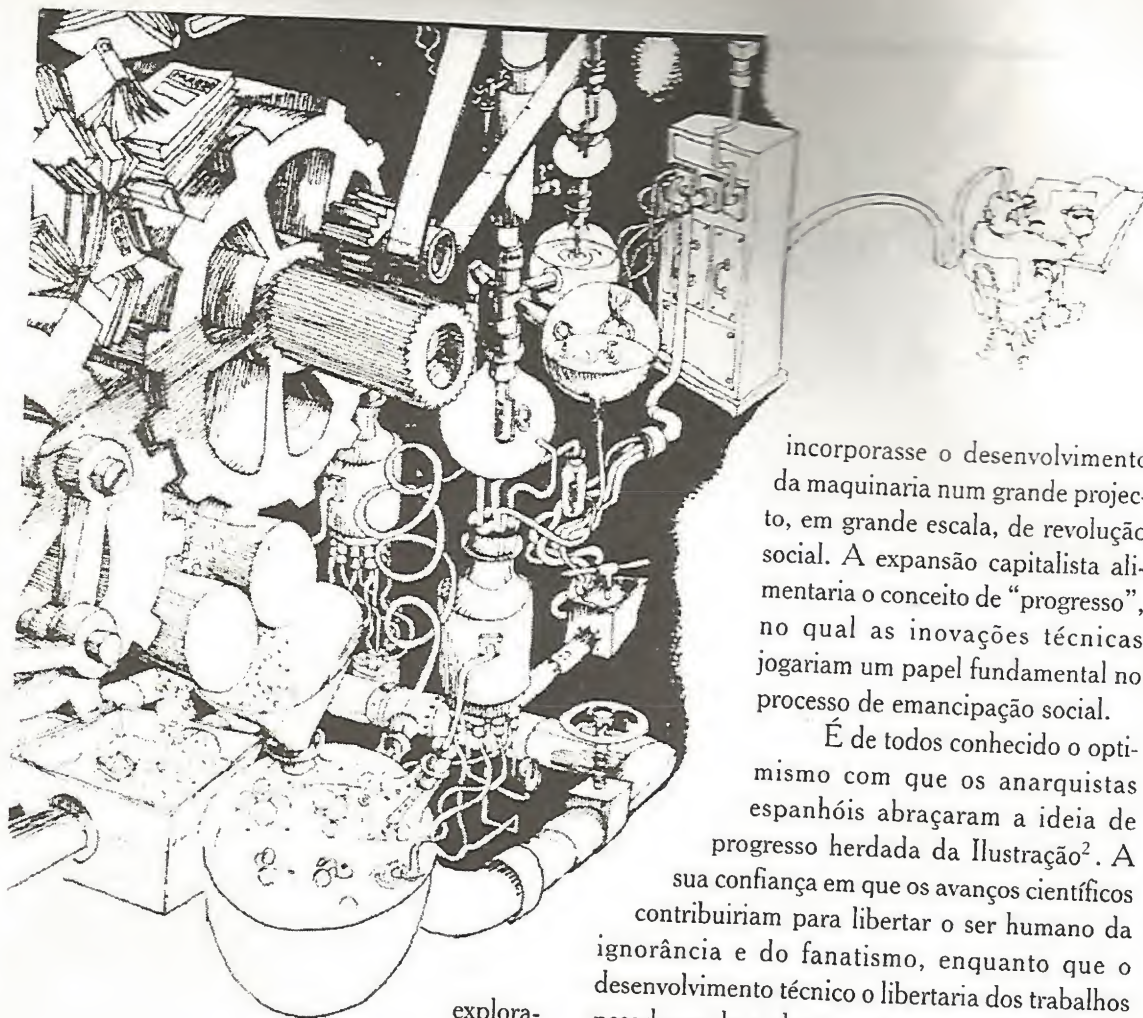 incorporasse o desenvolvimento
da maquinaria num grande projec-
to, em grande escala, de revolução
social. A expansão capitalista ali-
mentaria o conceito de “progresso”,
no qual as inovações técnicas
jogariam um papel fundamental no
processo de emancipação social.
É de todos conhecido o opti-
mismo com que os anarquistas
espanhóis abraçaram a ideia de
progresso herdada da Ilustração². A
sua confiança em que os avanços científicos
contribuiriam para libertar o ser humano da
ignorância e do fanatismo, enquanto que o
desenvolvimento técnico o libertaria dos trabalhos
explora-